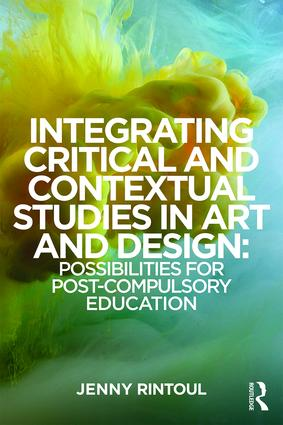 INTEGRATING
CRITICAL AND
CONTEXTUAL
STUDIES IN ART
AND DESIGN:
POSSIBILITIES FOR
POST-COMPULSORY
EDUCATION
JENNY RINTOUL
ROUTLEDGE